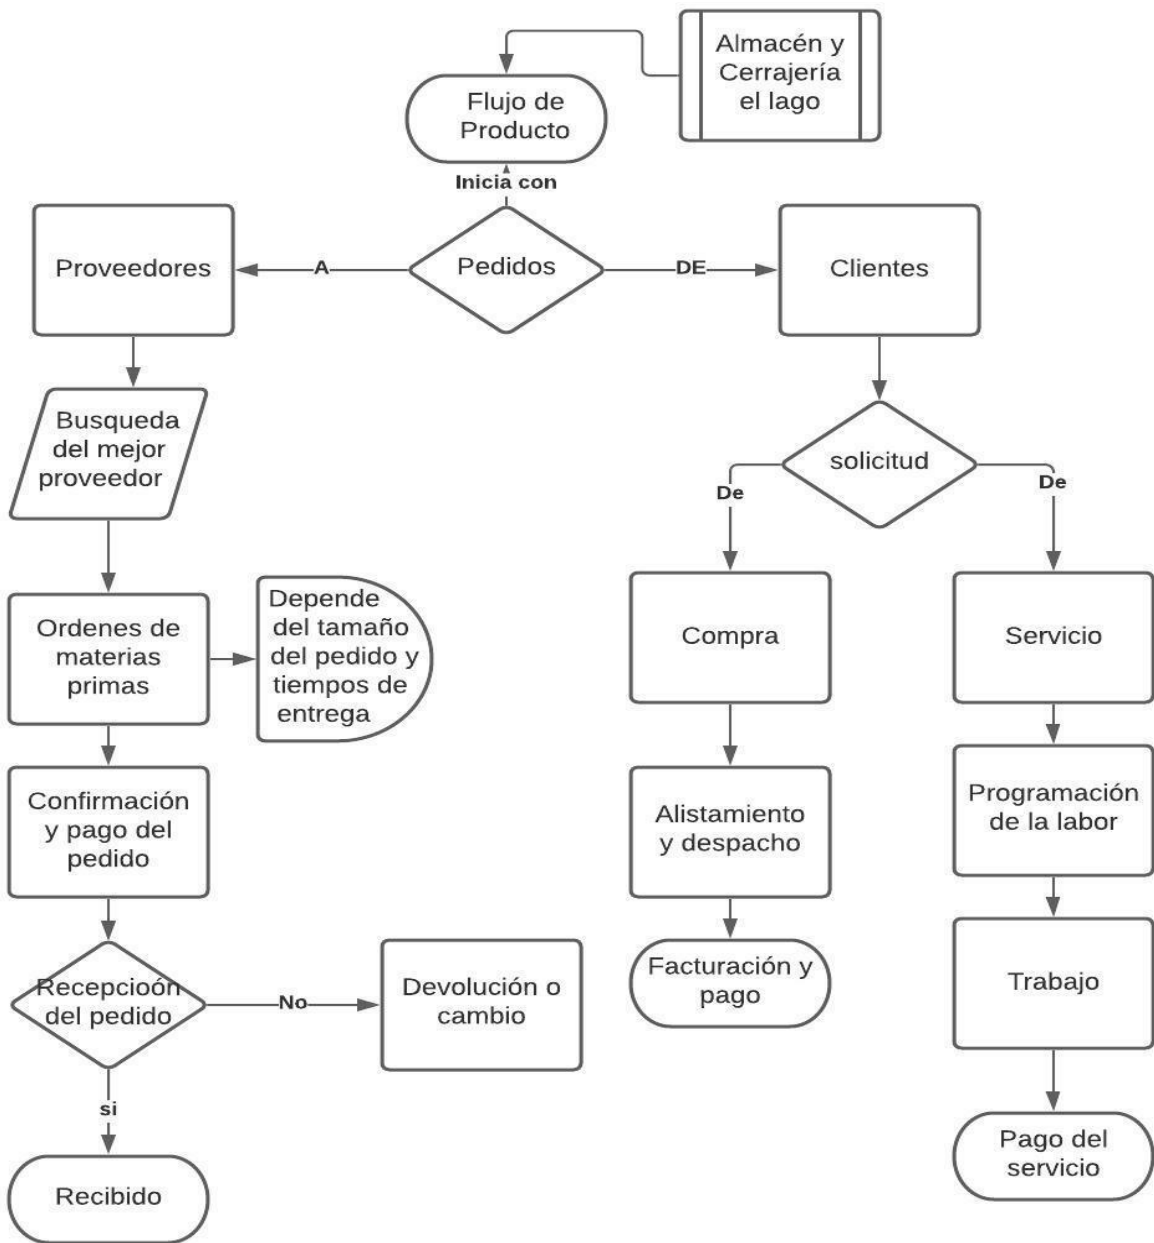 Almacén y
Cerrajería
el lago
Flujo de
Producto
Inicia con
Proveedores
A
Pedidos
DE
Clientes
Busqueda
del mejor
proveedor
solicitud
De
De
Ordenes de
materias
primas
Depende
del tamaño
del pedido y
tiempos de
entrega
Compra
Servicio
Confirmación
y pago del
pedido
Alistamiento
y despacho
Programación
de la labor
Recepcioón
del pedido
No
Devolución o
cambio
Facturación y
pago
Trabajo
si
Recibido
Pago del
servicio